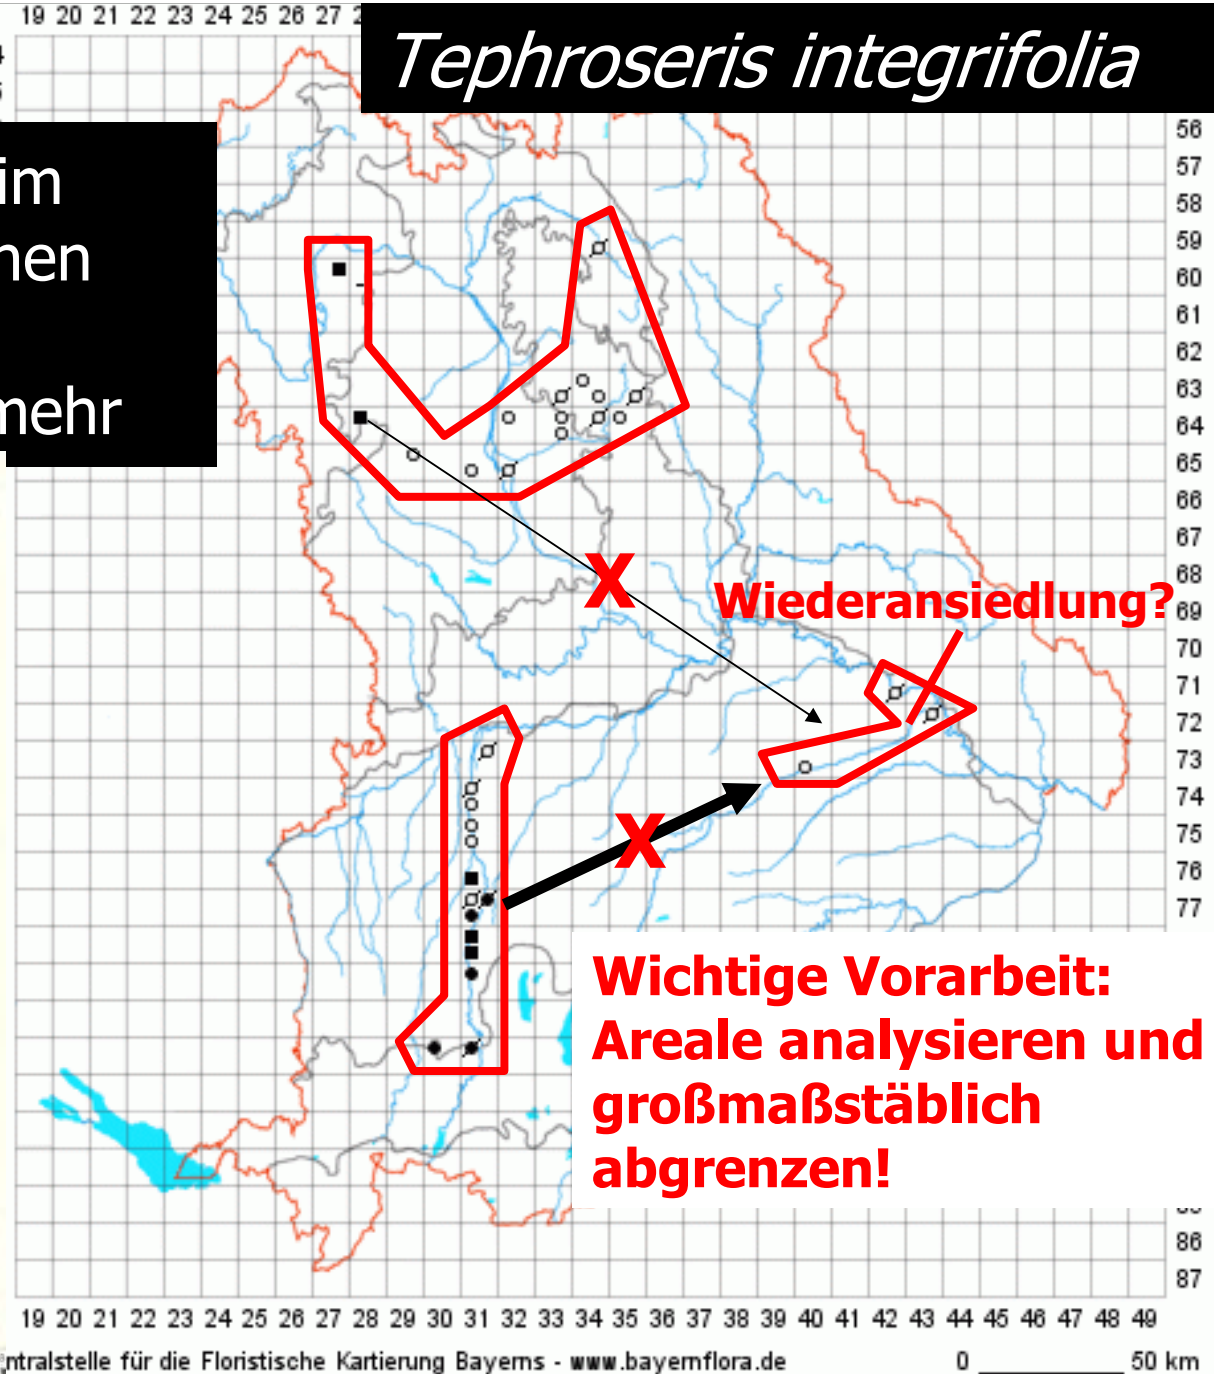 19 20 21 22 23 24 25 26 27
Tephroseris integrifolia
im
nen
mehr
56
57
58
59
60
61
62
63
64
65
66
67
68
69
70
71
72
73
74
75
76
77
X
Wiederansiedlung?
X
Wichtige Vorarbeit:
Areale analysieren und
großmaßstäblich
abgrenzen!
86
87
19 20 21 22 23 24 25 26 27 28 29 30 31 32 33 34 35 36 37 38 39 40 41 42 43 44 45 46 47 48 49
ntralstelle für die Floristische Kartierung Bayerns - www.bayernflora.de
0 50 km